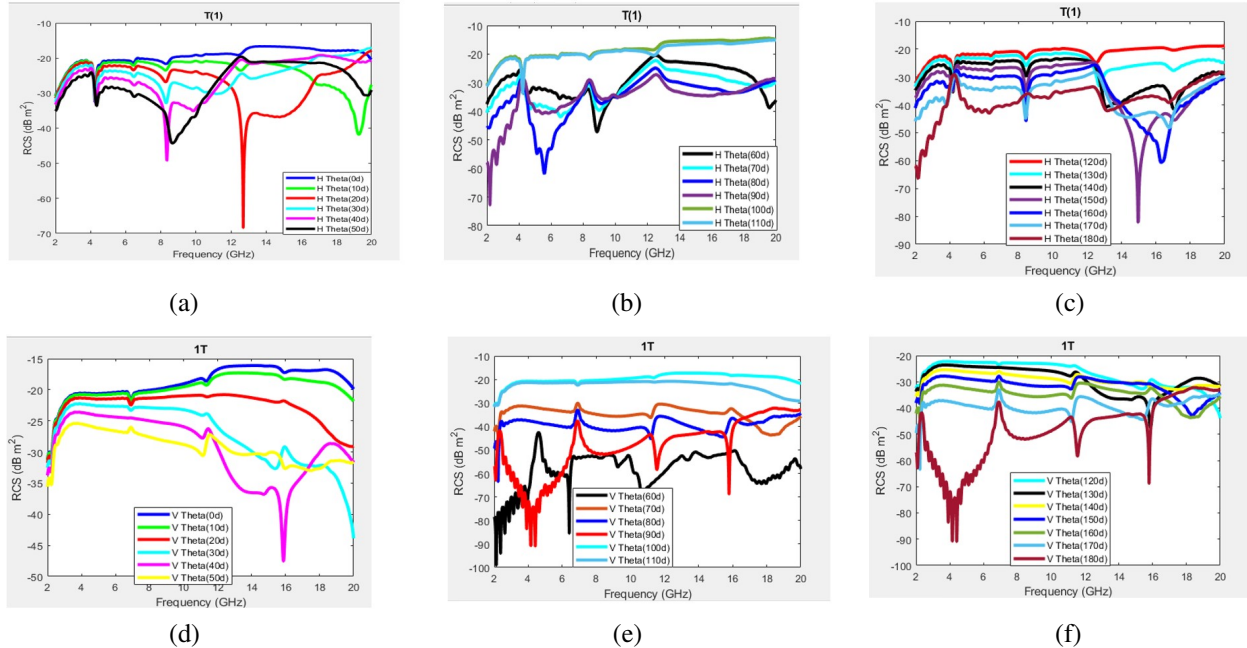 T(1)
RCS (dB m²)
-10
-20
-30
-40
-50
-60
-70
2 4 6 8 10 12 14 16 18 20
Frequency (GHz)
H Theta(0d)
H Theta(10d)
H Theta(20d)
H Theta(30d)
H Theta(40d)
H Theta(50d)
(a)
T(1)
RCS (dB m²)
-10
-20
-30
-40
-50
-60
-70
-80
2 4 6 8 10 12 14 16 18 20
Frequency (GHz)
H Theta(60d)
H Theta(70d)
H Theta(80d)
H Theta(90d)
H Theta(100d)
H Theta(110d)
(b)
T(1)
RCS (dB m²)
-10
-20
-30
-40
-50
-60
-70
-80
-90
2 4 6 8 10 12 14 16 18 20
Frequency (GHz)
H Theta(120d)
H Theta(130d)
H Theta(140d)
H Theta(150d)
H Theta(160d)
H Theta(170d)
H Theta(180d)
(c)
1T
RCS (dB m²)
-15
-20
-25
-30
-35
-40
-45
-50
2 4 6 8 10 12 14 16 18 20
Frequency (GHz)
V Theta(0d)
V Theta(10d)
V Theta(20d)
V Theta(30d)
V Theta(40d)
V Theta(50d)
(d)
1T
RCS (dB m²)
-10
-20
-30
-40
-50
-60
-70
-80
-90
-100
2 4 6 8 10 12 14 16 18 20
Frequency (GHz)
V Theta(60d)
V Theta(70d)
V Theta(80d)
V Theta(90d)
V Theta(100d)
V Theta(110d)
(e)
1T
RCS (dB m²)
-20
-30
-40
-50
-60
-70
-80
-90
-100
2 4 6 8 10 12 14 16 18 20
Frequency (GHz)
V Theta(120d)
V Theta(130d)
V Theta(140d)
V Theta(150d)
V Theta(160d)
V Theta(170d)
V Theta(180d)
(f)